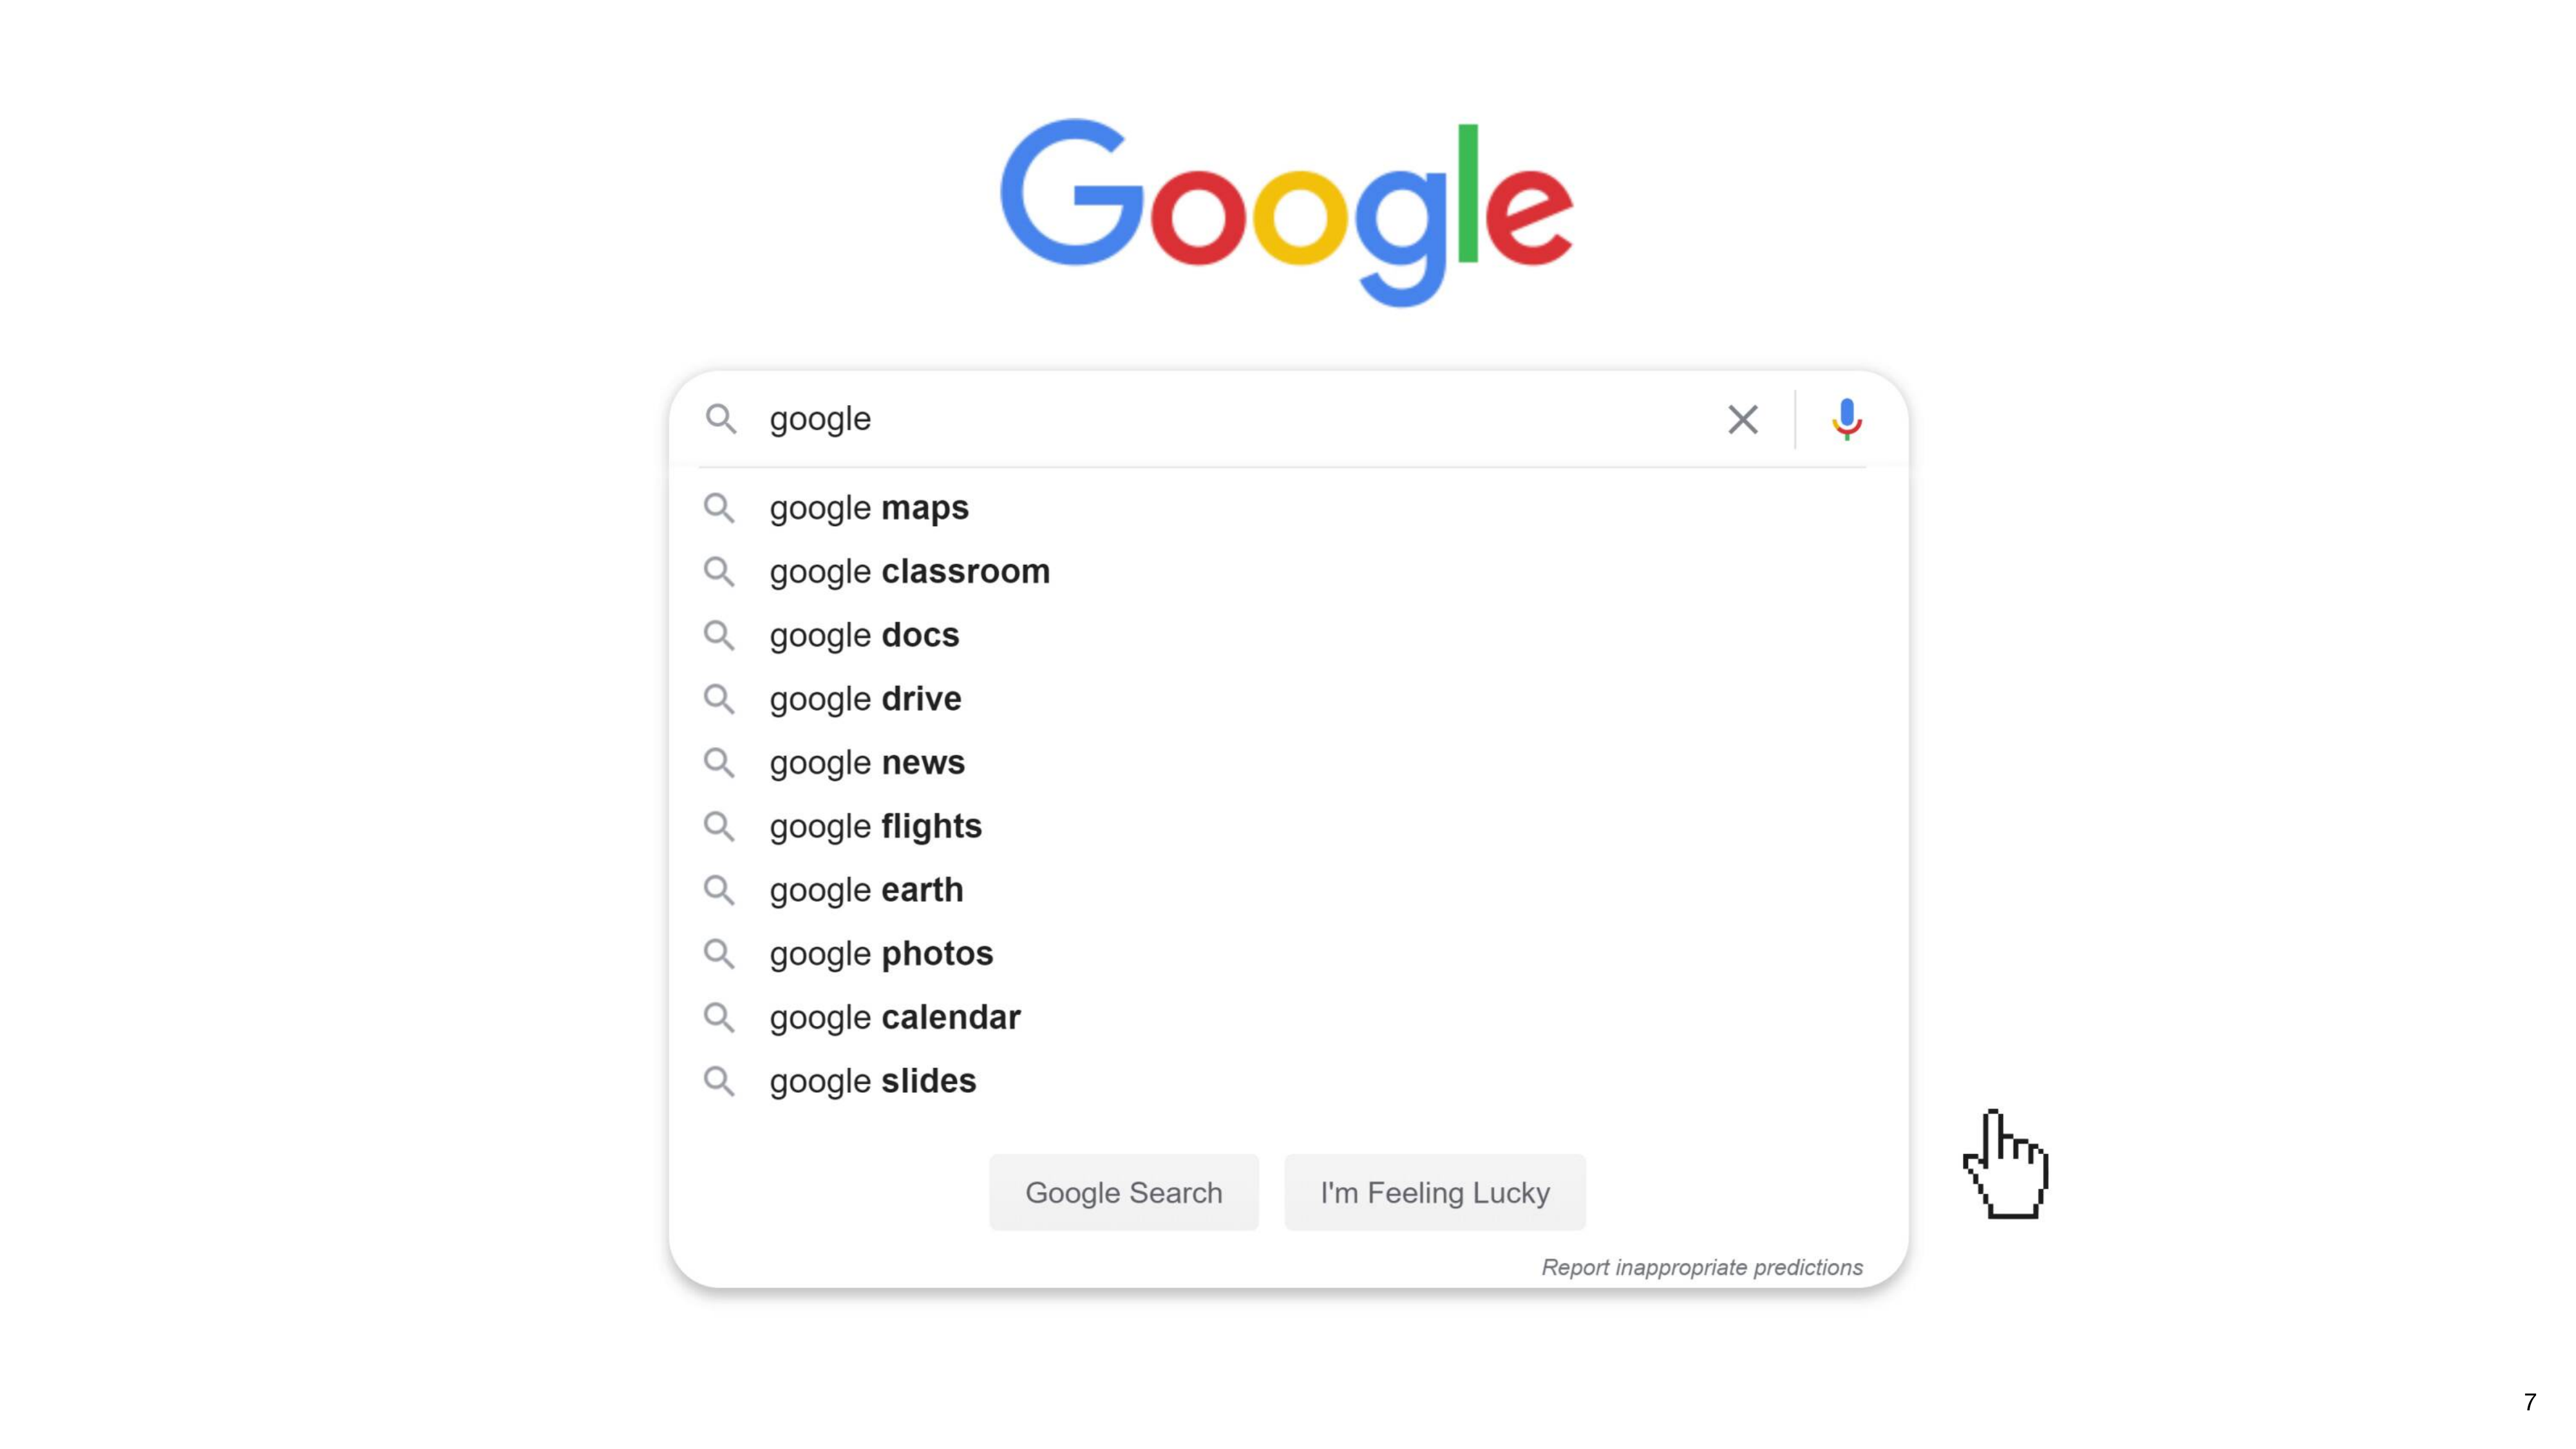 Google
google
google maps
google classroom
google docs
google drive
google news
google flights
google earth
google photos
google calendar
google slides
Google Search
I'm Feeling Lucky
Report inappropriate predictions
7